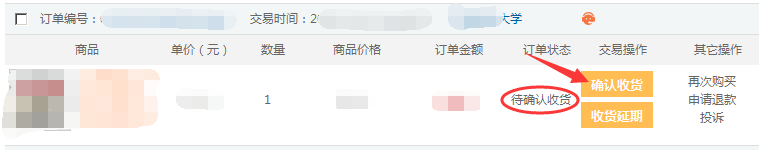 订单编号： 交易时间：2 大学
商品 单价（元） 数量 商品价格 订单金额 订单状态 交易操作 其它操作
1 待确认收货 确认收货 再次购买
申请退款
收货延期 投诉